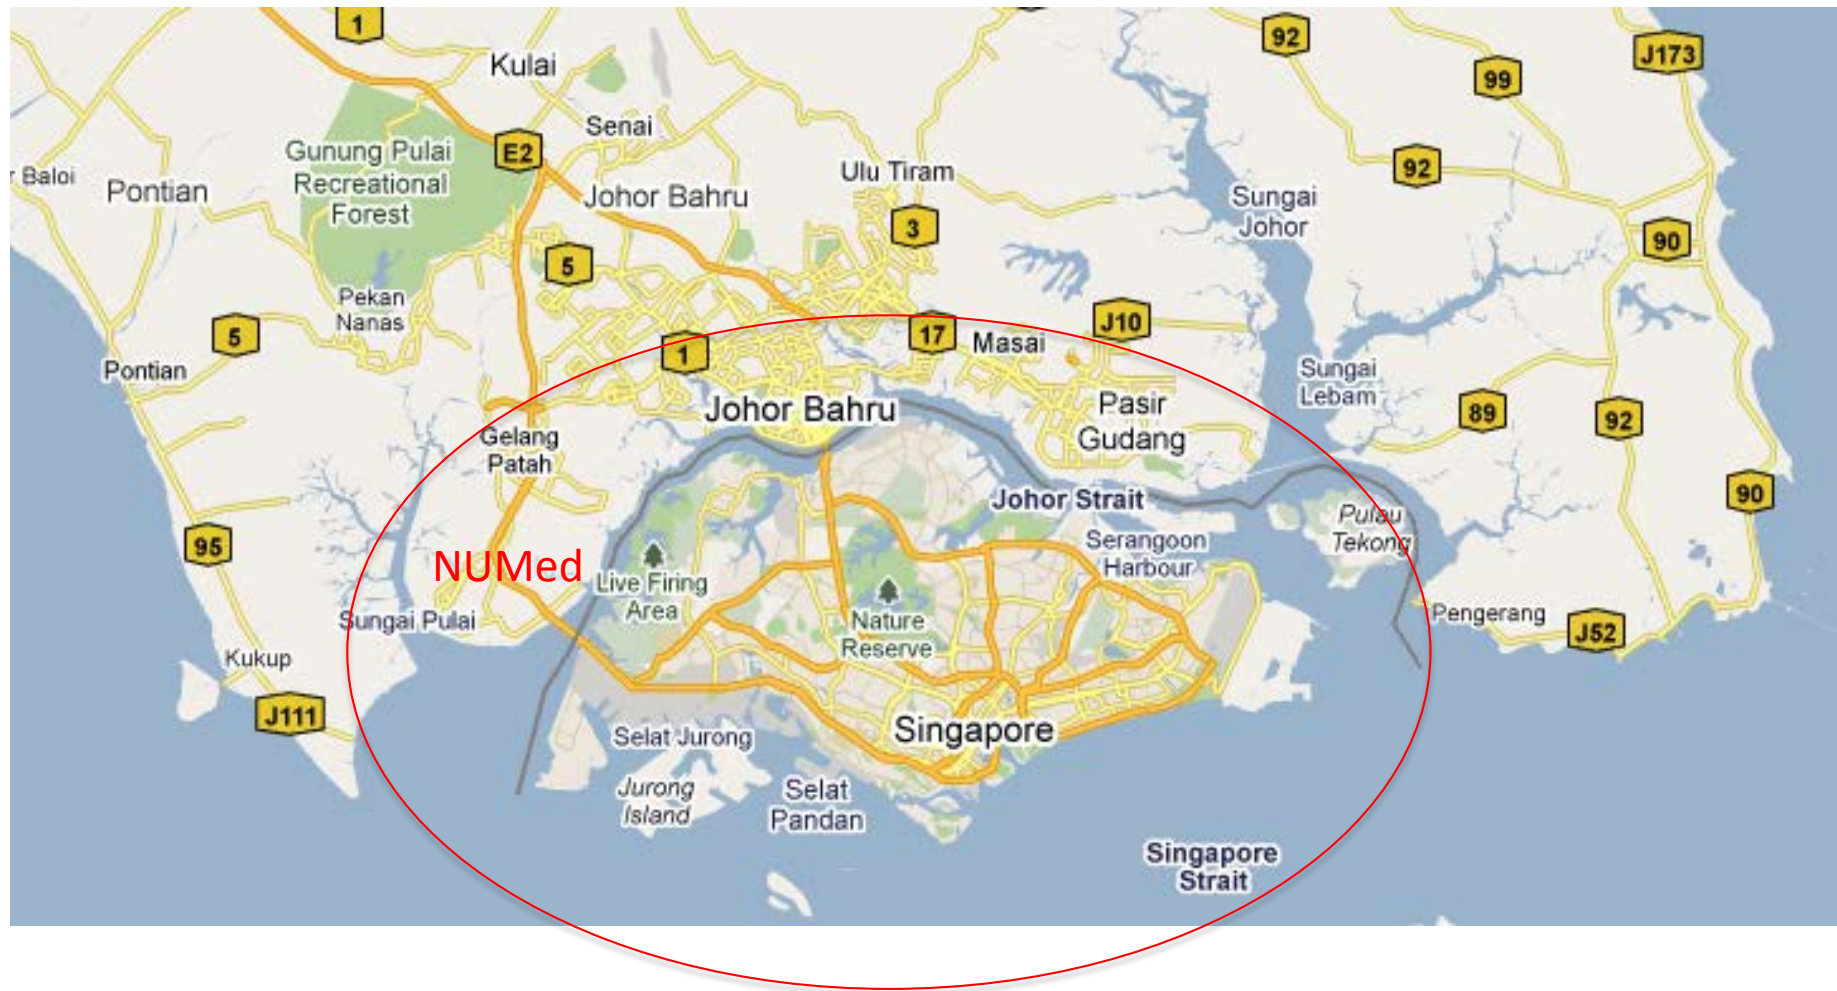 1
92
J173
Kulai
99
Senai
Gunung Pulai
Recreational
Forest
E2
r Baloi
Pontian
Johor Bahru
Ulu Tiram
92
Sungai
Johor
3
90
5
Pekan
Nanas
5
1
17
Masai
J10
Pontian
Sungai
Lebam
Johor Bahru
Pasir
Gudang
89
92
Gelang
Patah
Johor Strait
90
Pulau
Tekong
95
Serangoon
Harbour
NUMed
Live Firing
Area
Nature
Reserve
Sungai Pulai
Pengerang
J52
Kukup
J111
Selat Jurong
Singapore
Jurong
Island
Selat
Pandan
Singapore
Strait